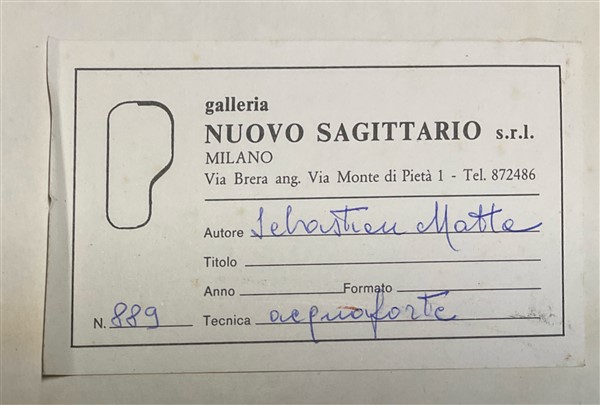 galleria
NUOVO SAGITTARIO s.r.l.
MILANO
Via Brera ang. Via Monte di Pietà 1 - Tel. 872486
Autore Sebastian Matta
Titolo
Anno Formato
N. 889 Tecnica acquaforte